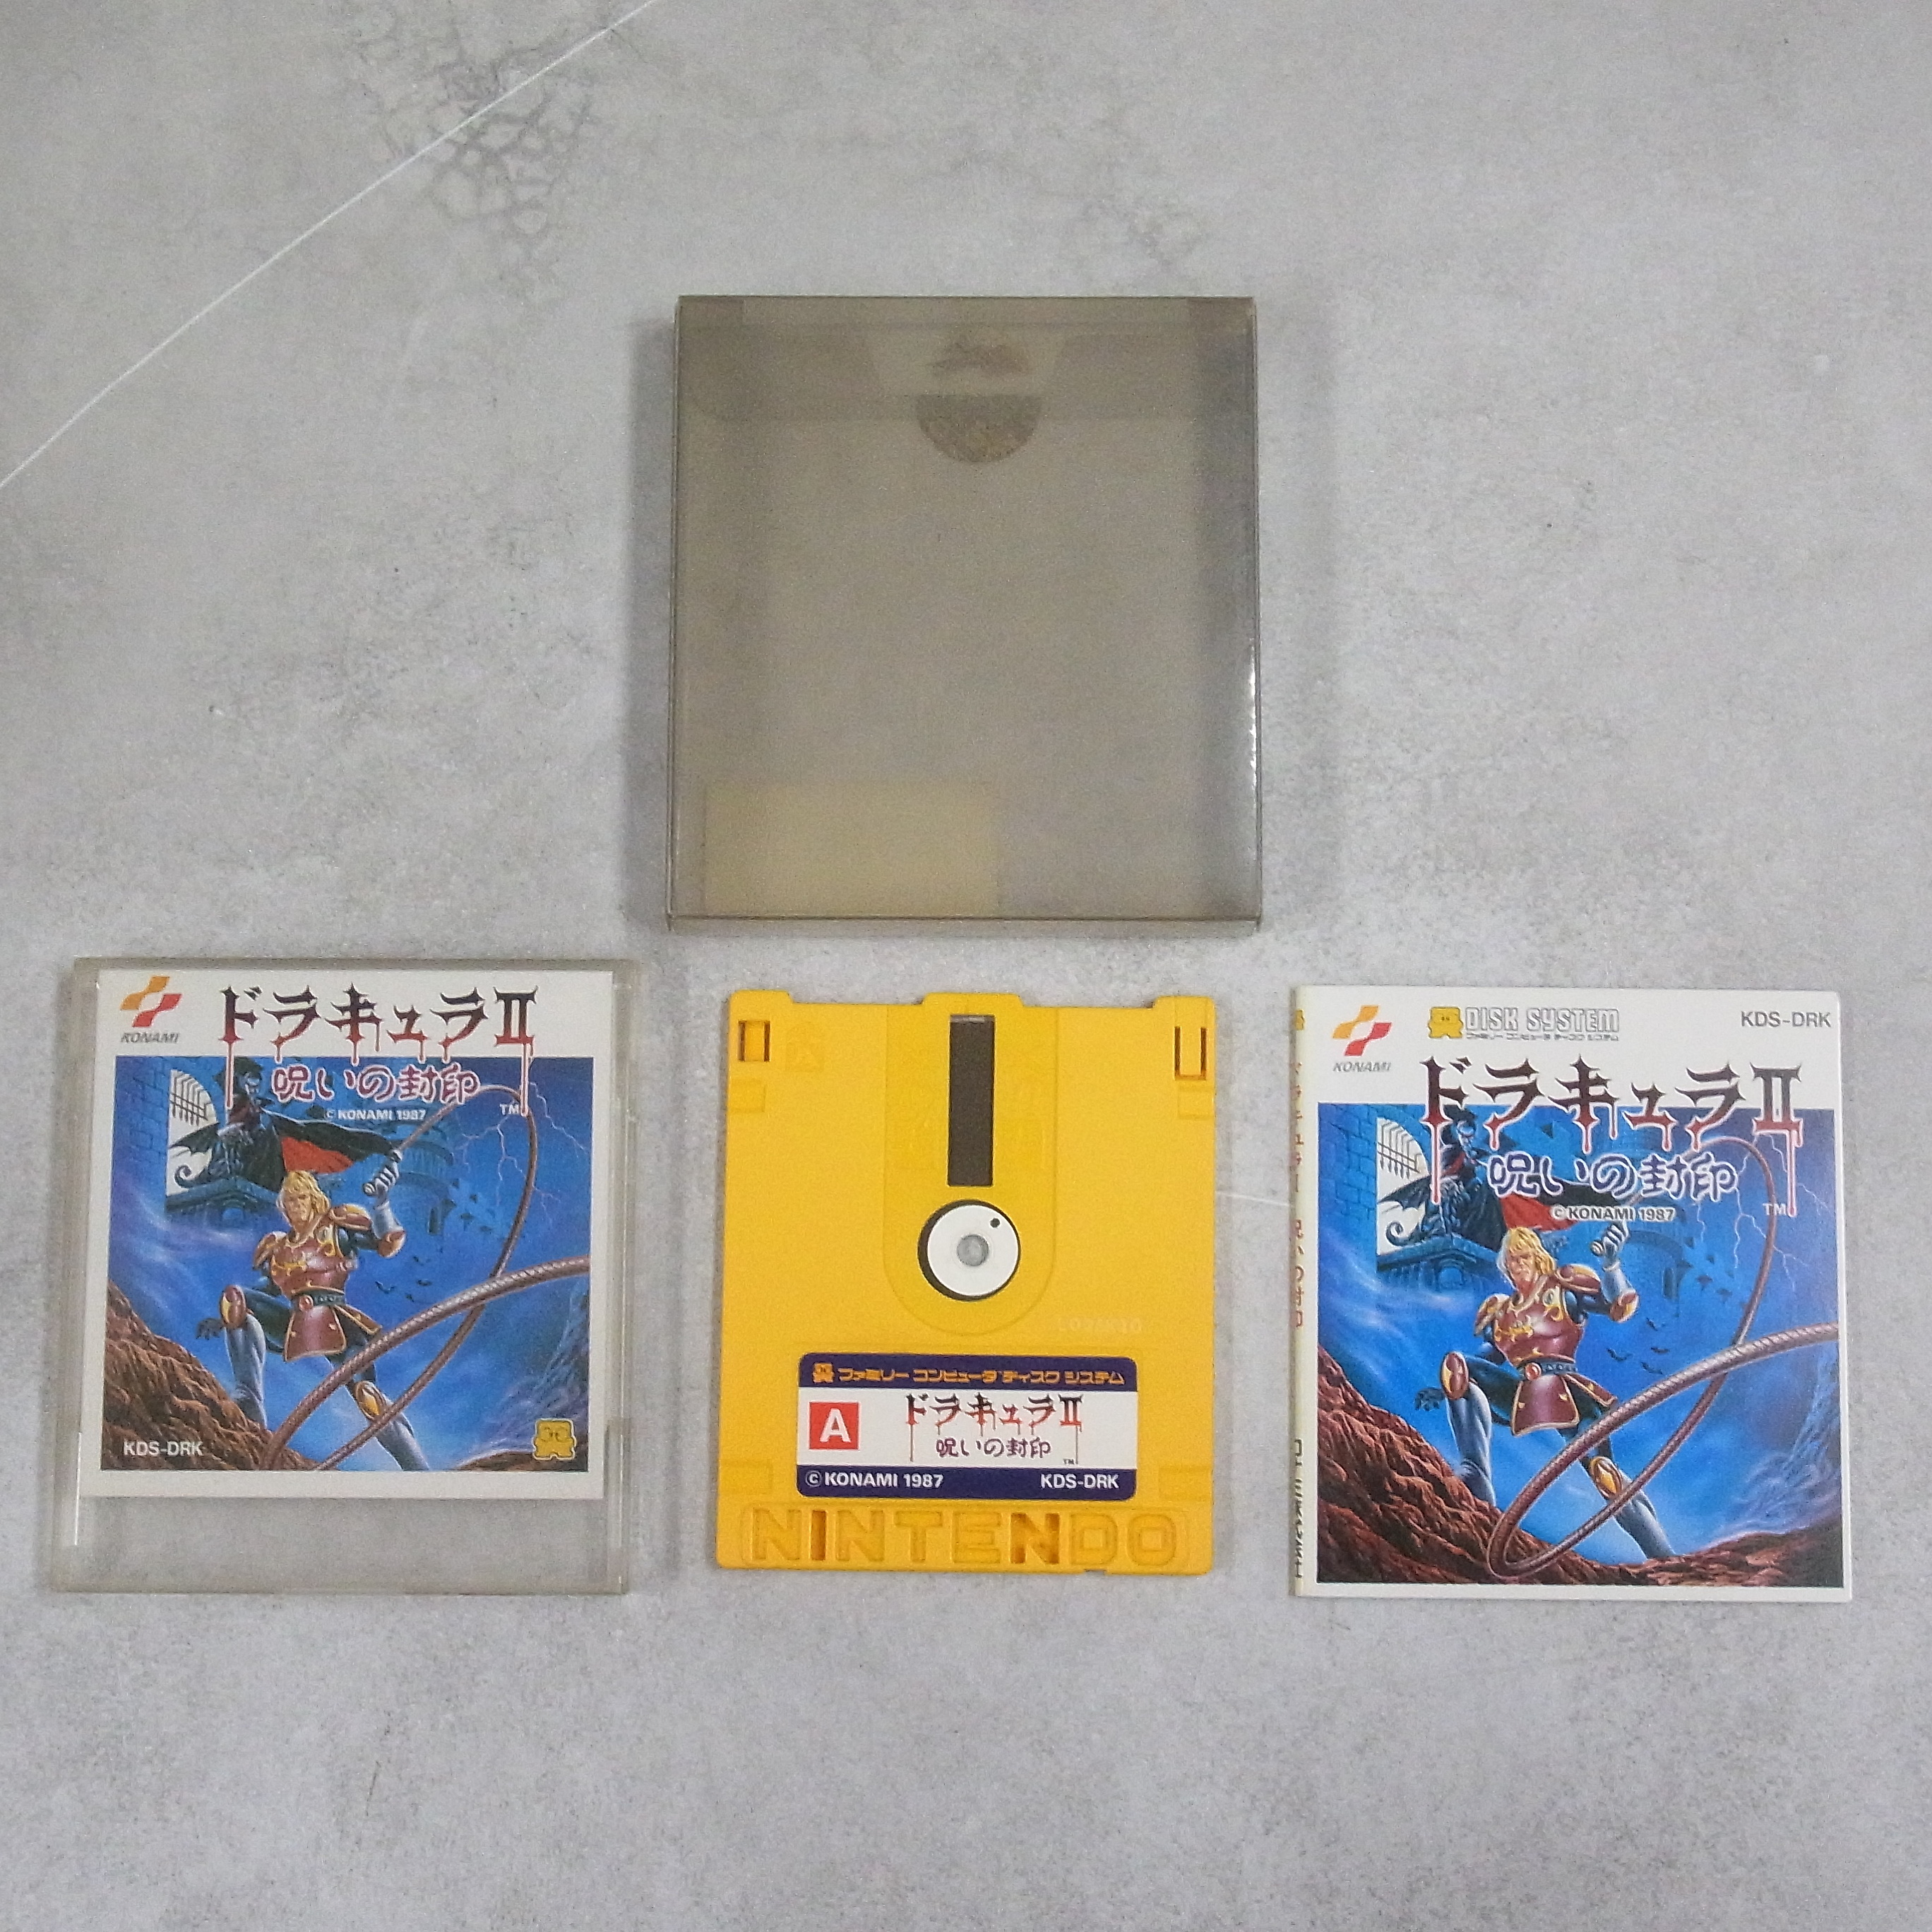 KONAMI
ドラキュラII
呪いの封印
© KONAMI 1987
TM
KDS-DRK
ファミリー コンピュータ ディスク システム
A
ドラキュラII
呪いの封印
TM
© KONAMI 1987
KDS-DRK
NINTENDO
KONAMI
DISK SYSTEM
ファミリー コンピュータ ディスク システム
KDS-DRK
ドラキュラII
呪いの封印
© KONAMI 1987
TM